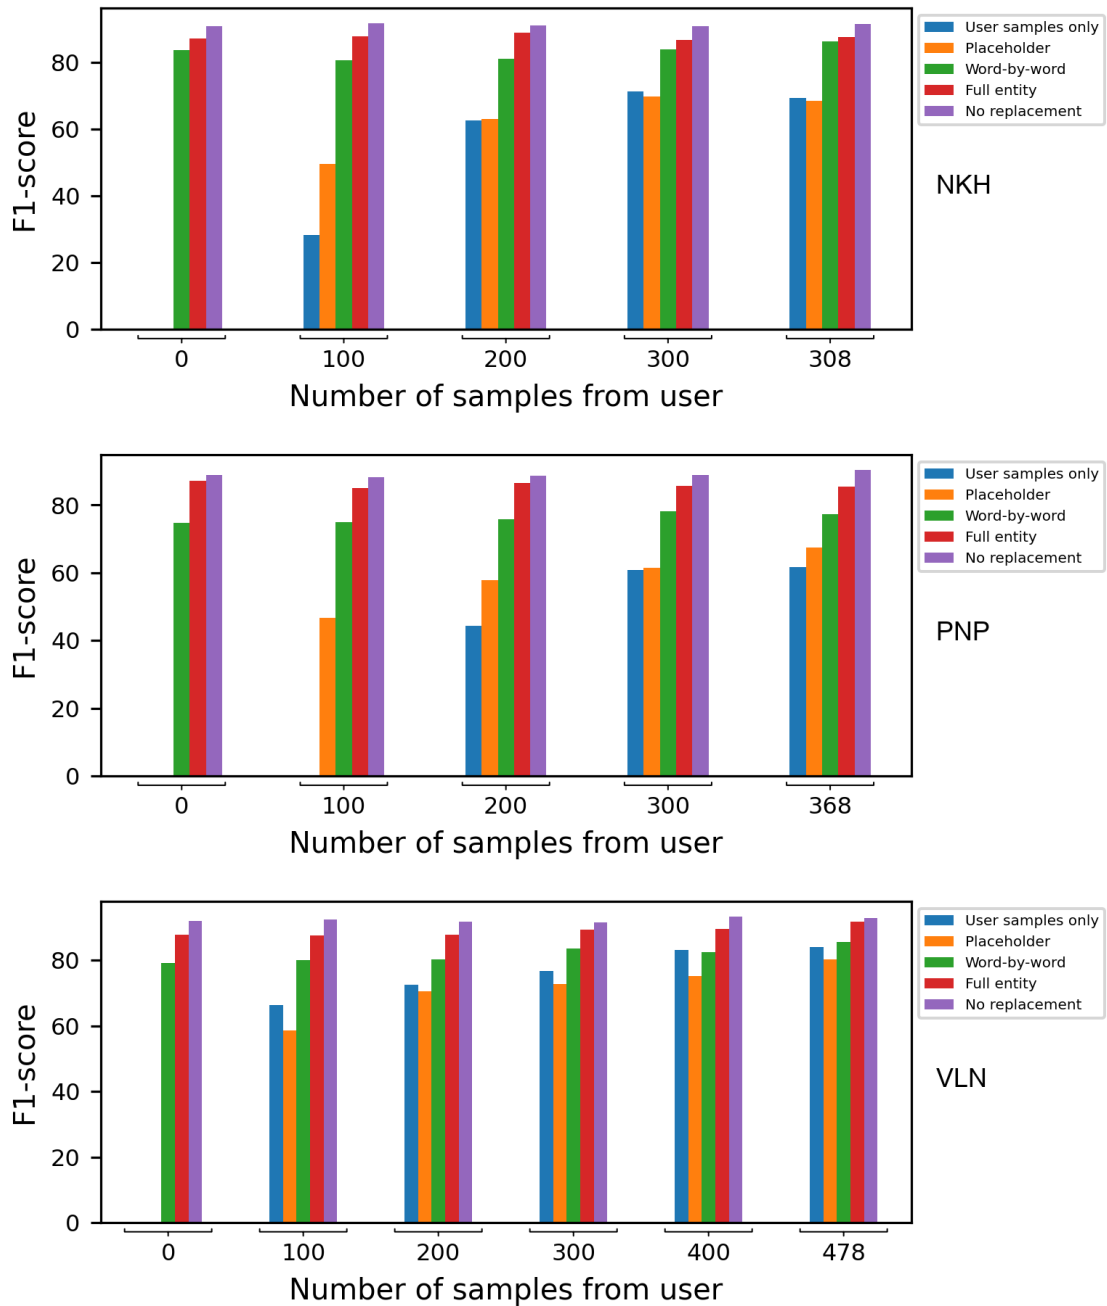 80
60
40
20
0
F1-score
0 100 200 300 308
Number of samples from user
User samples only
Placeholder
Word-by-word
Full entity
No replacement
NKH
80
60
40
20
0
F1-score
0 100 200 300 368
Number of samples from user
User samples only
Placeholder
Word-by-word
Full entity
No replacement
PNP
80
60
40
20
0
F1-score
0 100 200 300 400 478
Number of samples from user
User samples only
Placeholder
Word-by-word
Full entity
No replacement
VLN